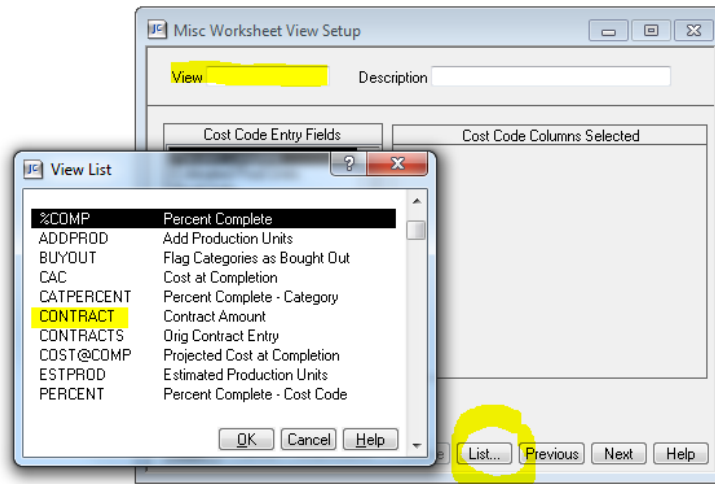 JC Misc Worksheet View Setup
View Description
Cost Code Entry Fields Cost Code Columns Selected
JC View List ?
%COMP Percent Complete
ADDPROD Add Production Units
BUYOUT Flag Categories as Bought Out
CAC Cost at Completion
CATPERCENT Percent Complete - Category
CONTRACT Contract Amount
CONTRACTS Orig Contract Entry
COST@COMP Projected Cost at Completion
ESTPROD Estimated Production Units
PERCENT Percent Complete - Cost Code
OK Cancel Help
List... Previous Next Help